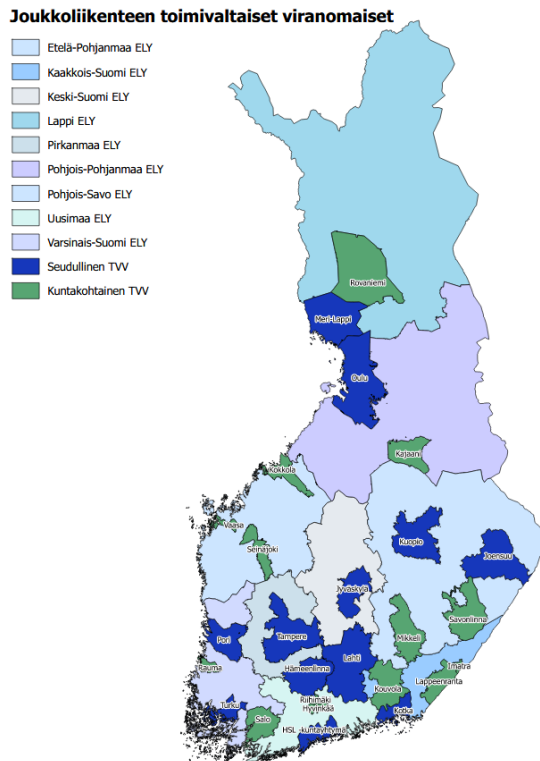 Joukkoliikenteen toimivaltaiset viranomaiset
Etelä-Pohjanmaa ELY
Kaakkois-Suomi ELY
Keski-Suomi ELY
Lappi ELY
Pirkanmaa ELY
Pohjois-Pohjanmaa ELY
Pohjois-Savo ELY
Uusimaa ELY
Varsinais-Suomi ELY
Seudullinen TVV
Kuntakohtainen TVV
Rovaniemi
Meri-Lappi
Oulu
Kajaani
Kokkola
Vaasa
Seinäjoki
Kuopio
Joensuu
Jyväskylä
Savonlinna
Pori
Tampere
Mikkeli
Lahti
Rauma
Hämeenlinna
Imatra
Lappeenranta
Kouvola
Riihimäki
Hyvinkää
Turku
Kotka
Salo
HSL -kuntayhtymä